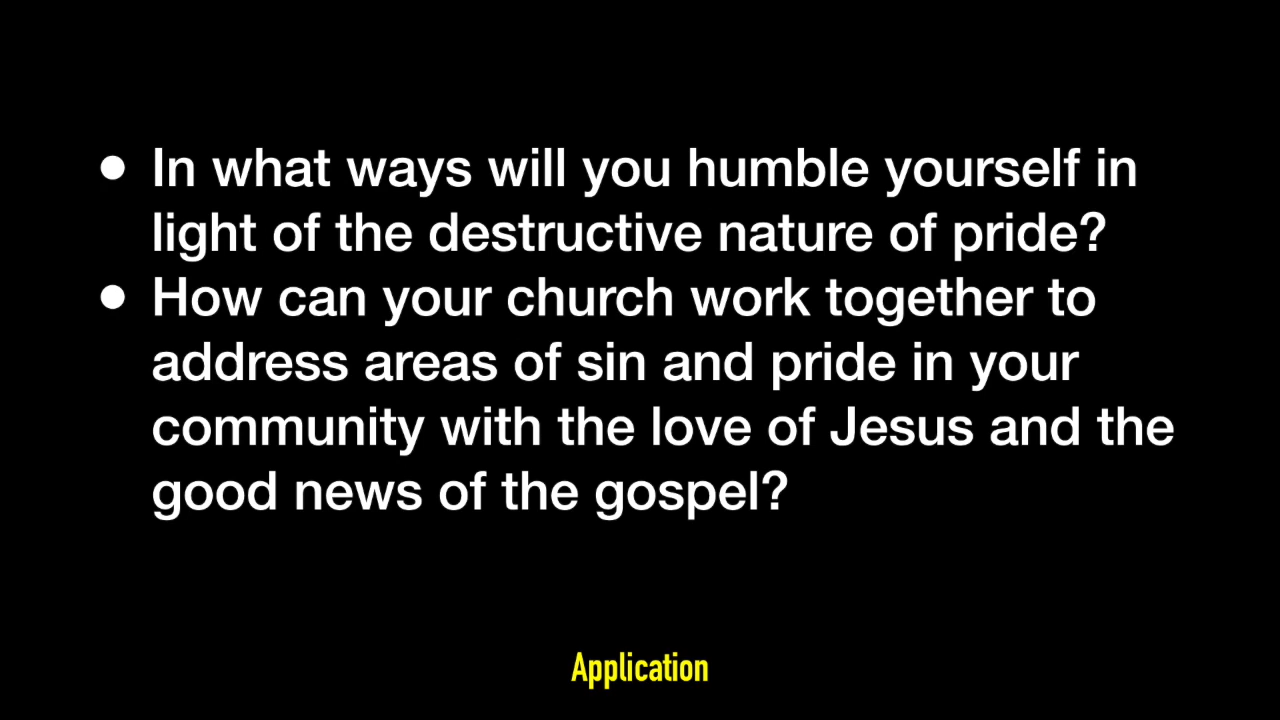 ● In what ways will you humble yourself in
light of the destructive nature of pride?
● How can your church work together to
address areas of sin and pride in your
community with the love of Jesus and the
good news of the gospel?
Application